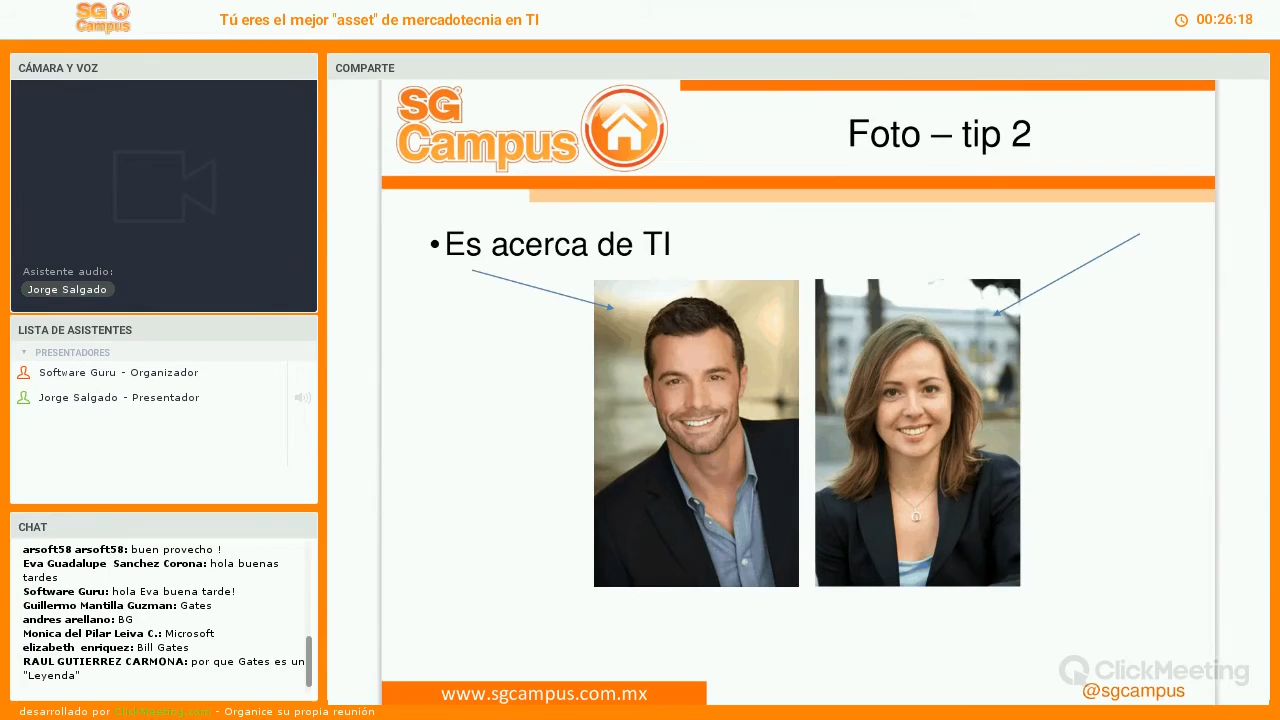 SG Campus
Tú eres el mejor "asset" de mercadotecnia en TI
00:26:18
CÁMARA Y VOZ
Asistente audio:
Jorge Salgado
LISTA DE ASISTENTES
PRESENTADORES
Software Guru - Organizador
Jorge Salgado - Presentador
CHAT
arsoft58 arsoft58: buen provecho !
Eva Guadalupe Sanchez Corona: hola buenas
tardes
Software Guru: hola Eva buena tarde!
Guillermo Mantilla Guzman: Gates
andres arellano: BG
Monica del Pilar Leiva C.: Microsoft
elizabeth enriquez: Bill Gates
RAUL GUTIERREZ CARMONA: por que Gates es un
"Leyenda"
desarrollado por ClickMeeting.com - Organice su propia reunión
COMPARTE
SG
Campus
Foto – tip 2
•Es acerca de TI
www.sgcampus.com.mx
ClickMeeting
@sgcampus